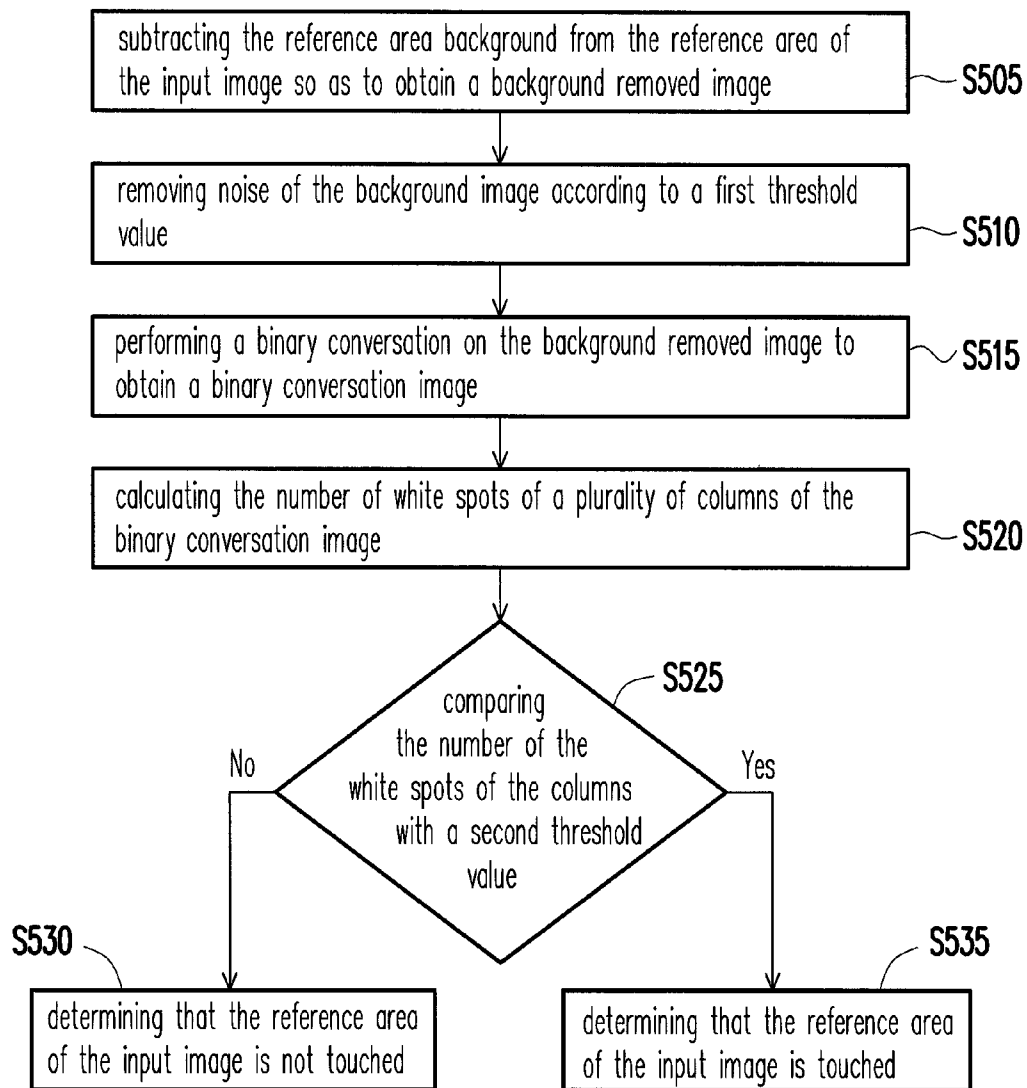 subtracting the reference area background from the reference area of
the input image so as to obtain a background removed image
S505
removing noise of the background image according to a first threshold
value
S510
performing a binary conversation on the background removed image to
obtain a binary conversation image
S515
calculating the number of white spots of a plurality of columns of the
binary conversation image
S520
S525
comparing
the number of the
white spots of the columns
with a second threshold
value
No
Yes
S530
determining that the reference area
of the input image is not touched
S535
determining that the reference area
of the input image is touched